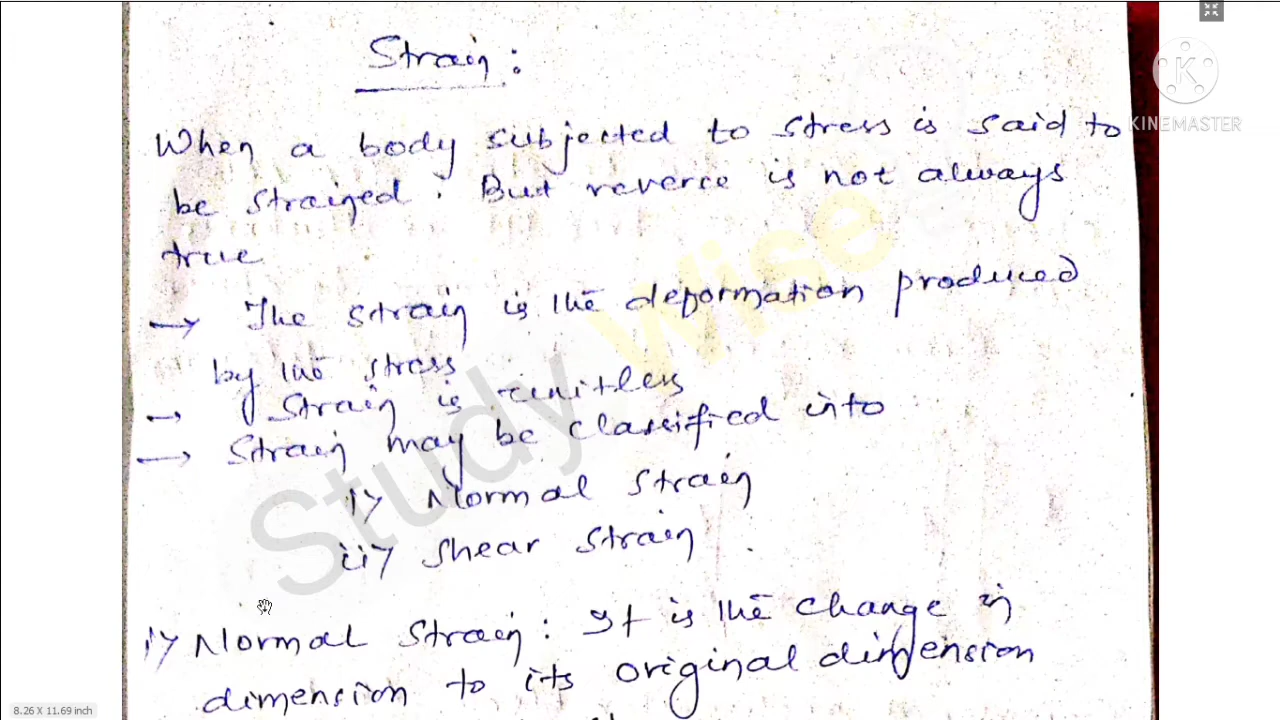 Strain:
KINEMASTER
When a body subjected to stress is said to
be strained. But reverse is not always
true
→ The strain is the deformation produced
by the stress
→ Strain is unitless
→ Strain may be classified into
i> Normal strain
ii> Shear strain
i> Normal strain: It is the change in
dimension to its original dimension
Study Wise
8.26 X 11.69 inch